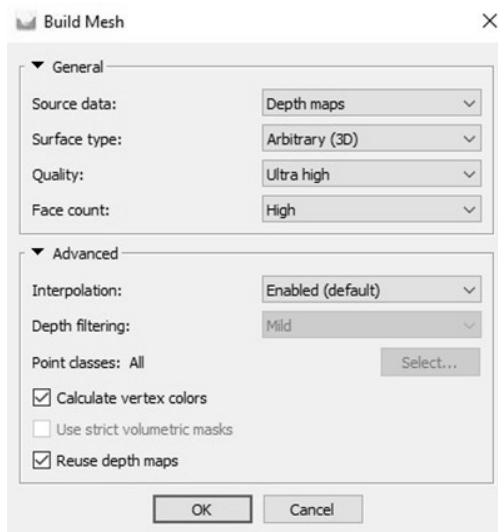 Build Mesh
General
Source data: Depth maps
Surface type: Arbitrary (3D)
Quality: Ultra high
Face count: High
Advanced
Interpolation: Enabled (default)
Depth filtering: Mild
Point classes: All Select...
Calculate vertex colors
Use strict volumetric masks
Reuse depth maps
OK Cancel